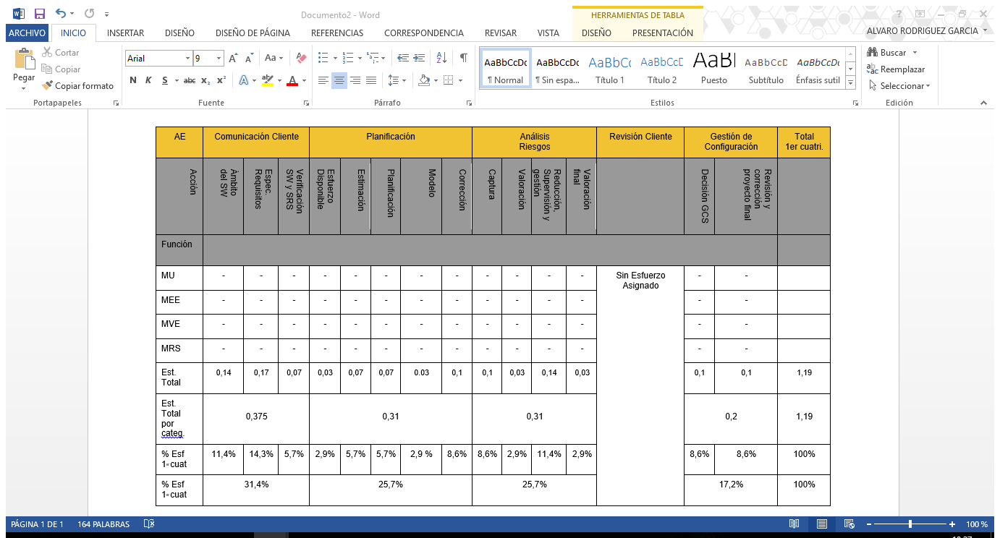 Documento2 - Word
HERRAMIENTAS DE TABLA
?
ARCHIVO INICIO INSERTAR DISEÑO DISEÑO DE PÁGINA REFERENCIAS CORRESPONDENCIA REVISAR VISTA DISEÑO PRESENTACIÓN ALVARO RODRIGUEZ GARCIA
Pegar
Cortar
Copiar
Copiar formato
Portapapeles
Arial 9
Aa
N K S abc x₂ x²
A ab A
Fuente
Párrafo
AaBbCcDc AaBbCcDc AaBbCc AaBbCcD AaB AaBbCcD AaBbCcDc
¶ Normal ¶ Sin espa... Título 1 Título 2 Puesto Subtítulo Énfasis sutil
Estilos
Buscar
Reemplazar
Seleccionar
Edición
AE Comunicación Cliente Planificación Análisis Riesgos Revisión Cliente Gestión de Configuración Total 1er cuatri.
Acción
Ámbito del SW
Espec. Requisitos
Verificación SW y SRS
Esfuerzo Disponible
Estimación
Planificación
Modelo
Corrección
Captura
Valoración
Reducción, Supervisión y gestión
Valoración final
Decisión GCS
Revisión y corrección proyecto final
Función
MU - - - - - - - - - - - - Sin Esfuerzo Asignado - -
MEE - - - - - - - - - - - - - -
MVE - - - - - - - - - - - - - -
MRS - - - - - - - - - - - - - -
Est. Total 0,14 0,17 0,07 0,03 0,07 0,07 0.03 0,1 0,1 0,03 0,14 0,03 0,1 0,1 1,19
Est. Total por categ. 0,375 0,31 0,31 0,2 1,19
% Esf 1er cuat 11,4% 14,3% 5,7% 2,9% 5,7% 5,7% 2,9 % 8,6% 8,6% 2,9% 11,4% 2,9% 8,6% 8,6% 100%
% Esf 1er cuat 31,4% 25,7% 25,7% 17,2% 100%
PÁGINA 1 DE 1 164 PALABRAS 100 %